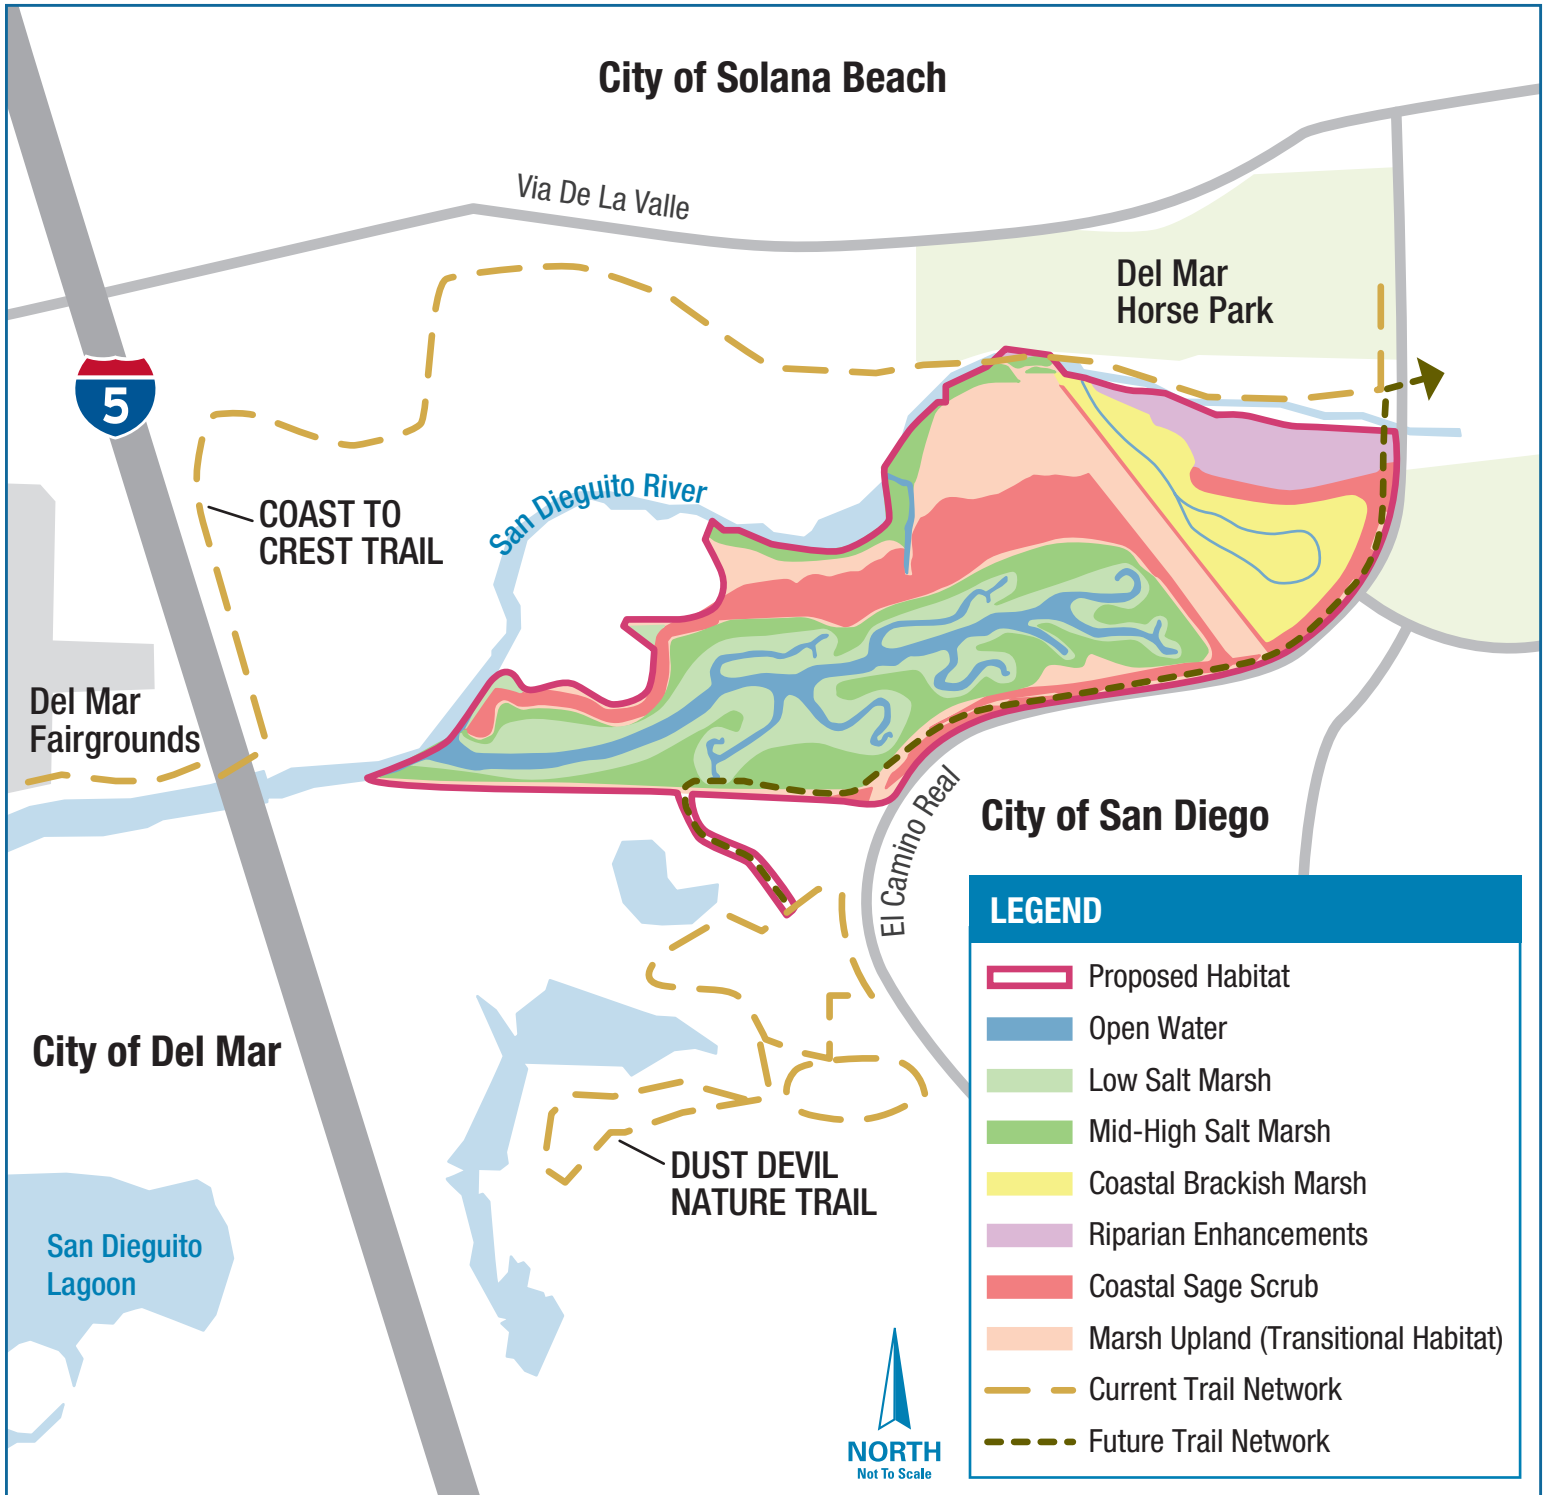 City of Solana Beach
Via De La Valle
Del Mar
Horse Park
5
San Dieguito River
COAST TO
CREST TRAIL
Del Mar
Fairgrounds
El Camino Real
City of San Diego
City of Del Mar
DUST DEVIL
NATURE TRAIL
San Dieguito
Lagoon
NORTH
Not To Scale
LEGEND
Proposed Habitat
Open Water
Low Salt Marsh
Mid-High Salt Marsh
Coastal Brackish Marsh
Riparian Enhancements
Coastal Sage Scrub
Marsh Upland (Transitional Habitat)
Current Trail Network
Future Trail Network